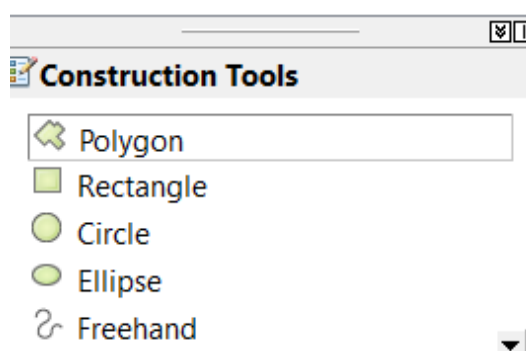 Construction Tools
Polygon
Rectangle
Circle
Ellipse
Freehand